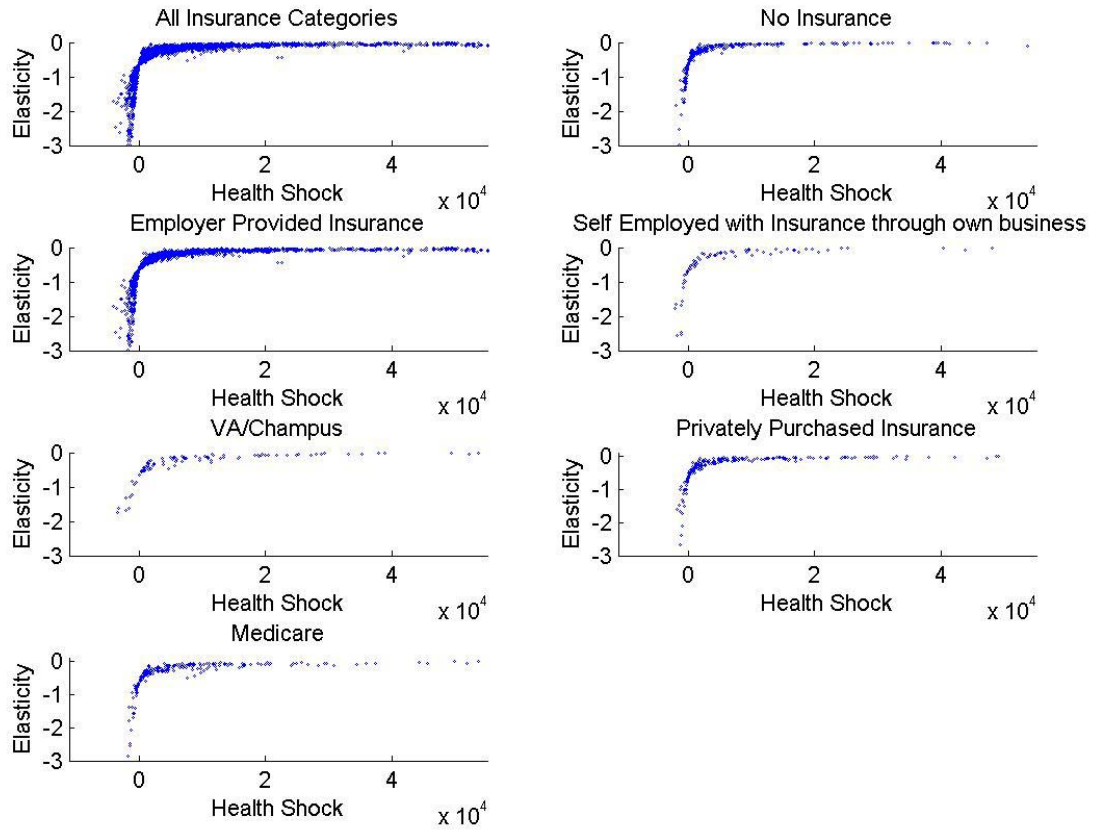 All Insurance Categories
0
-1
-2
-3
Elasticity
0 2 4
Health Shock
x 10^4
No Insurance
0
-1
-2
-3
Elasticity
0 2 4
Health Shock
x 10^4
Employer Provided Insurance
0
-1
-2
-3
Elasticity
0 2 4
Health Shock
x 10^4
Self Employed with Insurance through own business
0
-1
-2
-3
Elasticity
0 2 4
Health Shock
x 10^4
VA/Champus
0
-1
-2
-3
Elasticity
0 2 4
Health Shock
x 10^4
Privately Purchased Insurance
0
-1
-2
-3
Elasticity
0 2 4
Health Shock
x 10^4
Medicare
0
-1
-2
-3
Elasticity
0 2 4
Health Shock
x 10^4